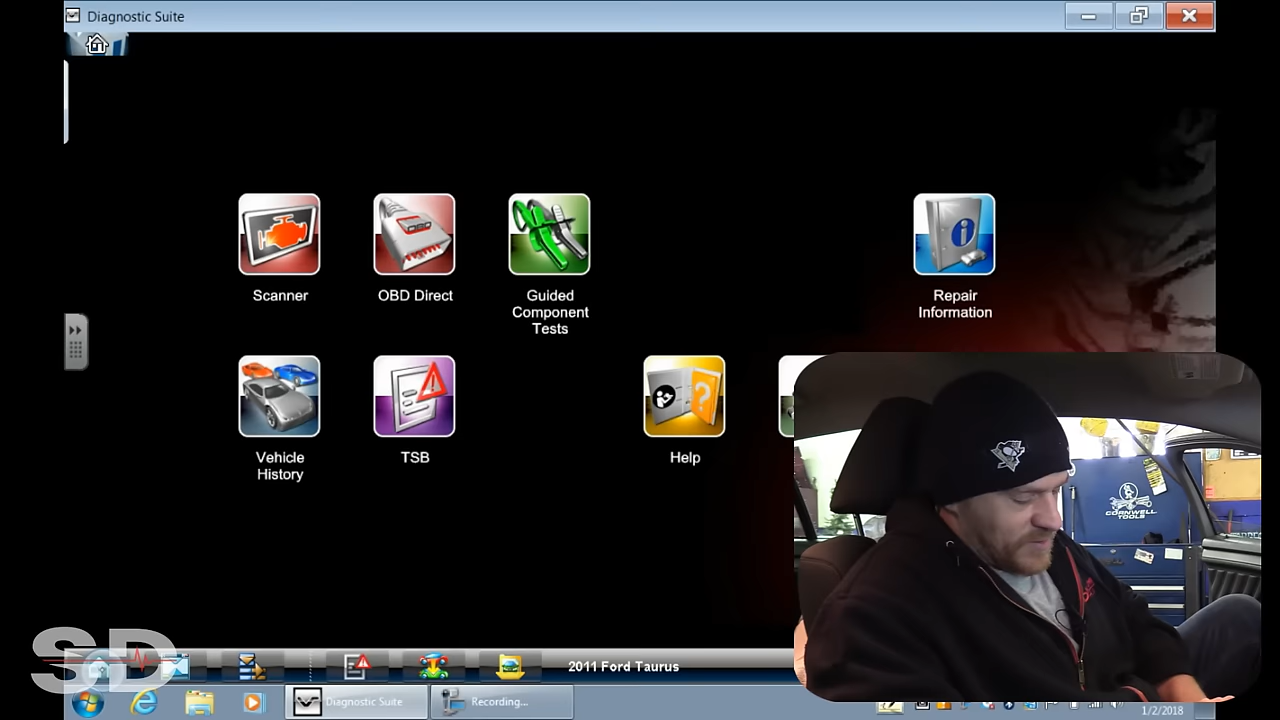 Diagnostic Suite
Scanner
OBD Direct
Guided
Component
Tests
Repair
Information
Vehicle
History
TSB
Help
CORNWELL
TOOLS
SD
2011 Ford Taurus
Diagnostic Suite
Recording...
1/2/2018